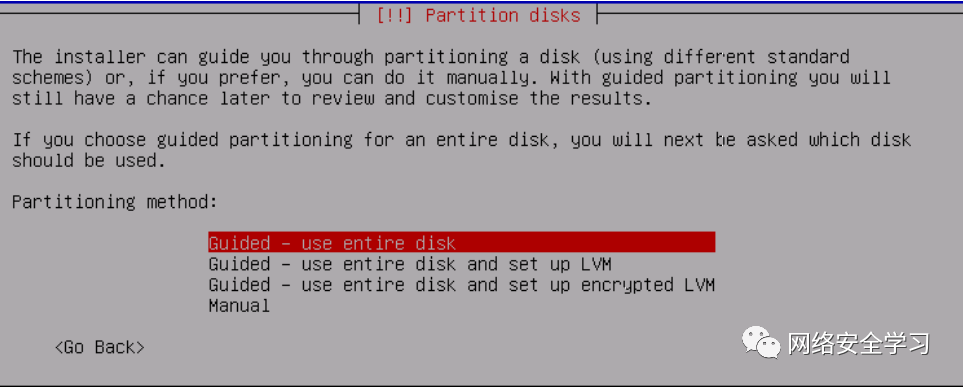 [!!] Partition disks
The installer can guide you through partitioning a disk (using different standard
schemes) or, if you prefer, you can do it manually. With guided partitioning you will
still have a chance later to review and customise the results.
If you choose guided partitioning for an entire disk, you will next be asked which disk
should be used.
Partitioning method:
Guided - use entire disk
Guided - use entire disk and set up LVM
Guided - use entire disk and set up encrypted LVM
Manual
<Go Back>
网络安全学习